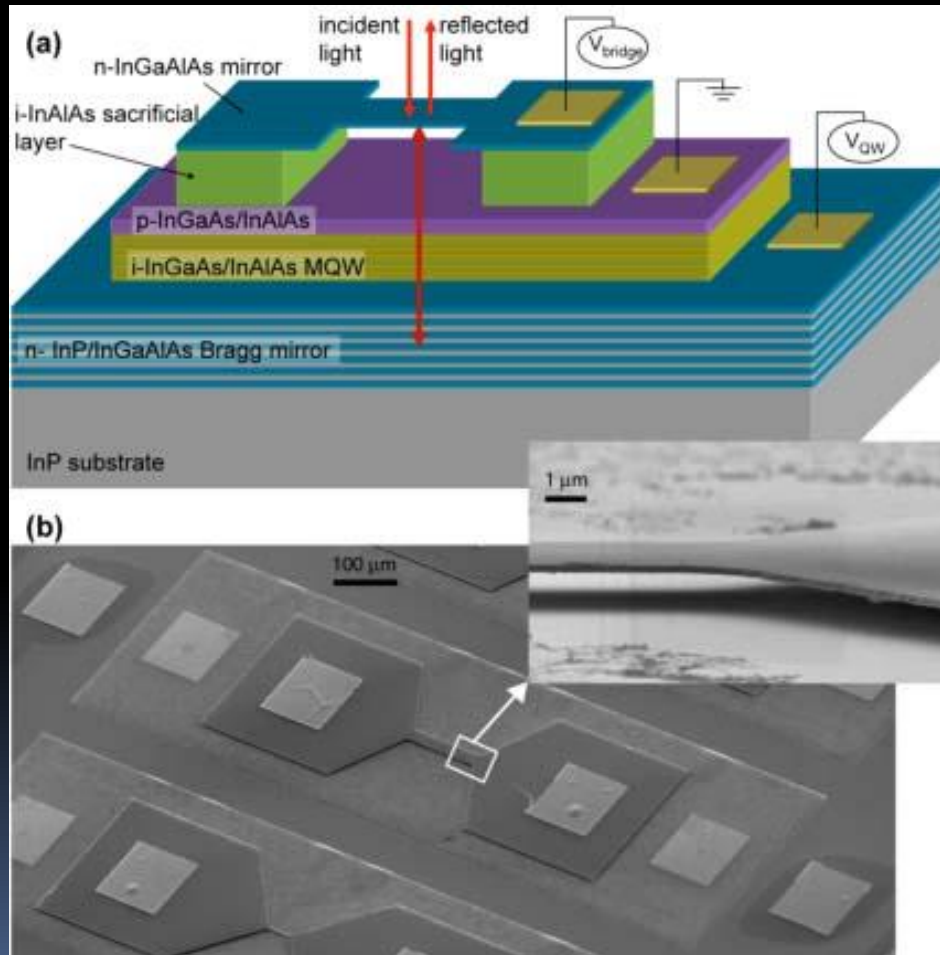 (a)
incident light
reflected light
V_bridge
n-InGaAlAs mirror
i-InAlAs sacrificial layer
V_QW
p-InGaAs/InAlAs
i-InGaAs/InAlAs MQW
n- InP/InGaAlAs Bragg mirror
InP substrate
1 μm
(b)
100 μm